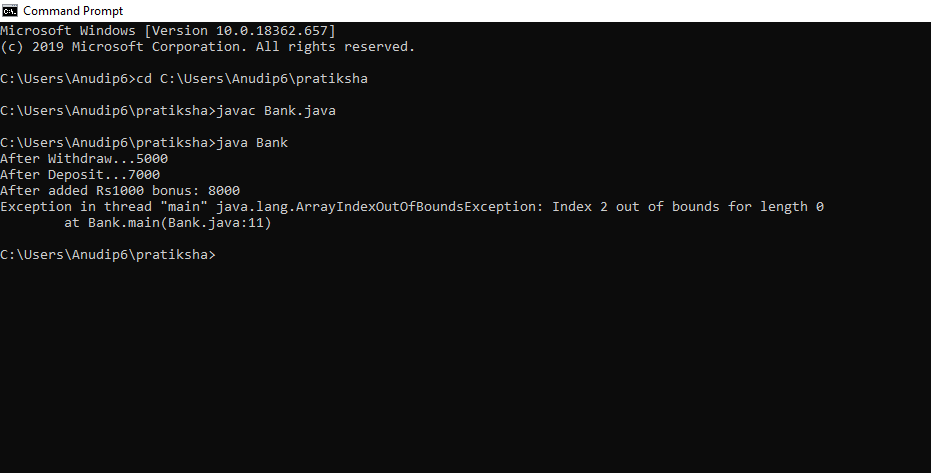 Command Prompt
Microsoft Windows [Version 10.0.18362.657]
(c) 2019 Microsoft Corporation. All rights reserved.
C:\Users\Anudip6>cd C:\Users\Anudip6\pratiksha
C:\Users\Anudip6\pratiksha>javac Bank.java
C:\Users\Anudip6\pratiksha>java Bank
After Withdraw...5000
After Deposit...7000
After added Rs1000 bonus: 8000
Exception in thread "main" java.lang.ArrayIndexOutOfBoundsException: Index 2 out of bounds for length 0
        at Bank.main(Bank.java:11)
C:\Users\Anudip6\pratiksha>